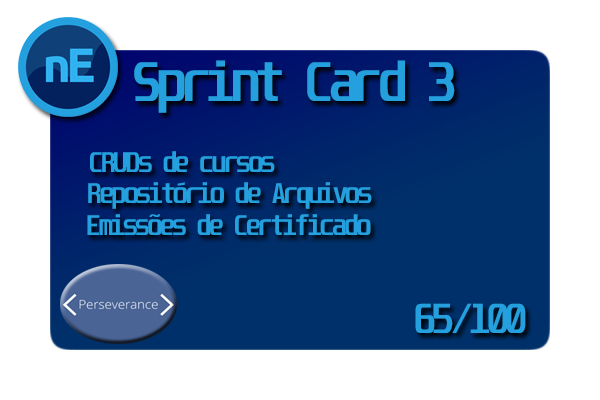 nE
Sprint Card 3
CRUDs de cursos
Repositório de Arquivos
Emissões de Certificado
<Perseverance>
65/100